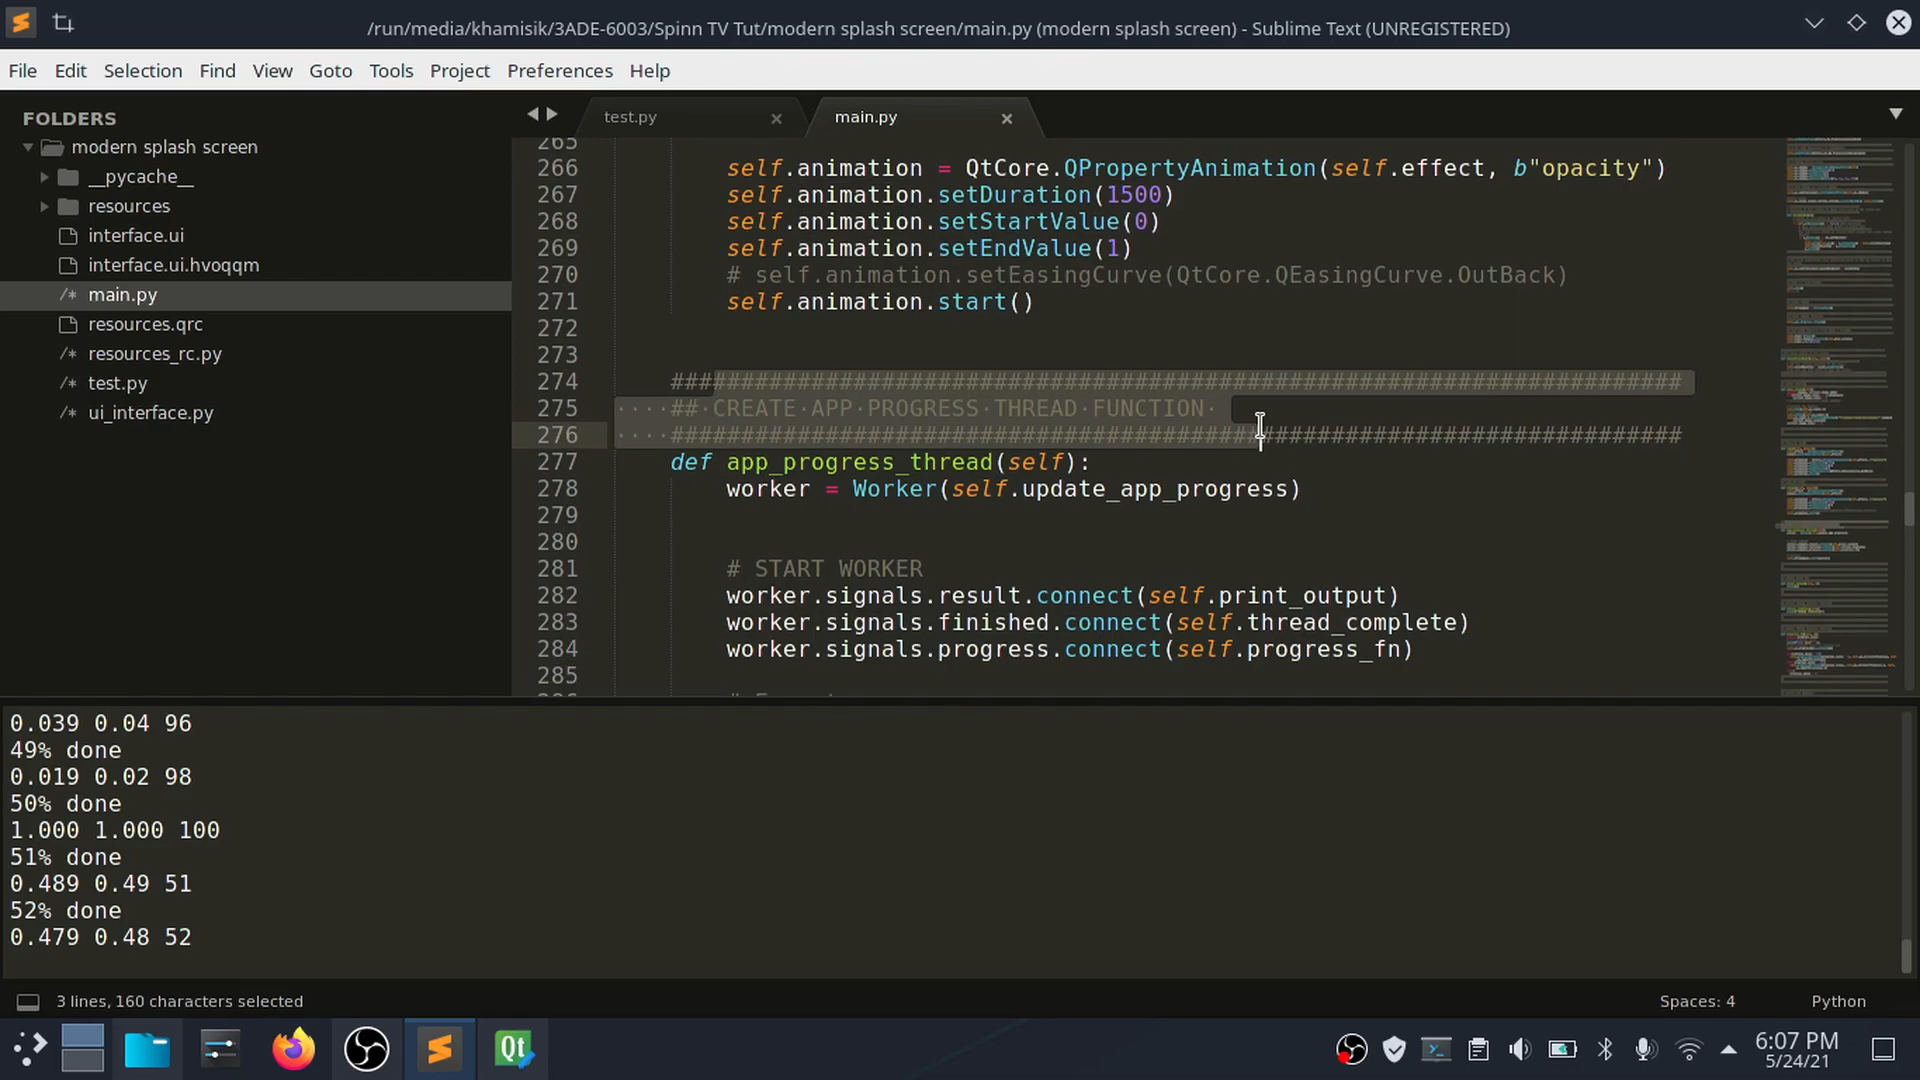 /run/media/khamisik/3ADE-6003/Spinn TV Tut/modern splash screen/main.py (modern splash screen) - Sublime Text (UNREGISTERED)
File Edit Selection Find View Goto Tools Project Preferences Help
FOLDERS
modern splash screen
__pycache__
resources
interface.ui
interface.ui.hvoqqm
main.py
resources.qrc
resources_rc.py
test.py
ui_interface.py
test.py main.py
265
266 self.animation = QtCore.QPropertyAnimation(self.effect, b"opacity")
267 self.animation.setDuration(1500)
268 self.animation.setStartValue(0)
269 self.animation.setEndValue(1)
270 # self.animation.setEasingCurve(QtCore.QEasingCurve.OutBack)
271 self.animation.start()
272
273
274 ########################################################################
275 ## CREATE APP PROGRESS THREAD FUNCTION
276 ########################################################################
277 def app_progress_thread(self):
278 worker = Worker(self.update_app_progress)
279
280
281 # START WORKER
282 worker.signals.result.connect(self.print_output)
283 worker.signals.finished.connect(self.thread_complete)
284 worker.signals.progress.connect(self.progress_fn)
285
0.039 0.04 96
49% done
0.019 0.02 98
50% done
1.000 1.000 100
51% done
0.489 0.49 51
52% done
0.479 0.48 52
3 lines, 160 characters selected Spaces: 4 Python
Qt
6:07 PM
5/24/21